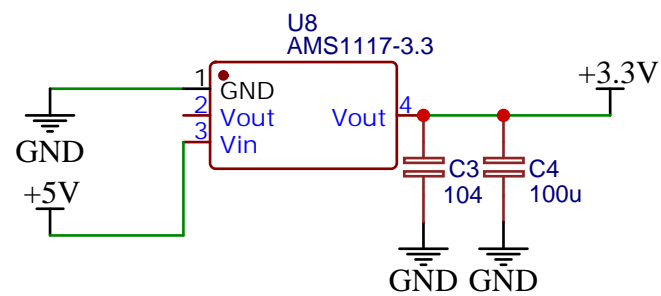 U8
AMS1117-3.3
1
GND
2
Vout
3
Vin
Vout
4
+3.3V
GND
+5V
C3
104
C4
100u
GND
GND